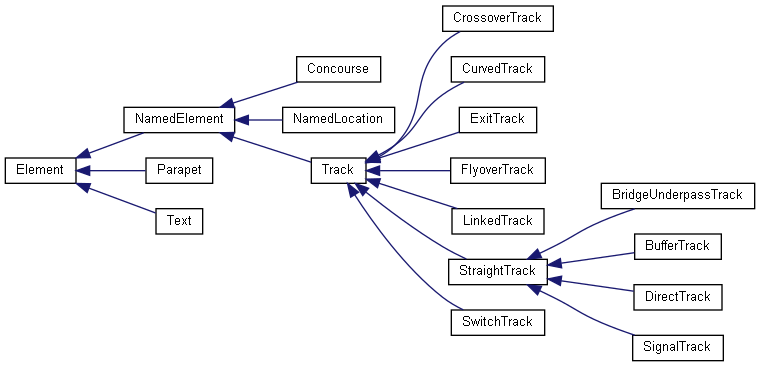 CrossoverTrack
Concourse
CurvedTrack
NamedElement
NamedLocation
ExitTrack
Element
Parapet
Track
FlyoverTrack
BridgeUnderpassTrack
Text
LinkedTrack
BufferTrack
StraightTrack
DirectTrack
SwitchTrack
SignalTrack